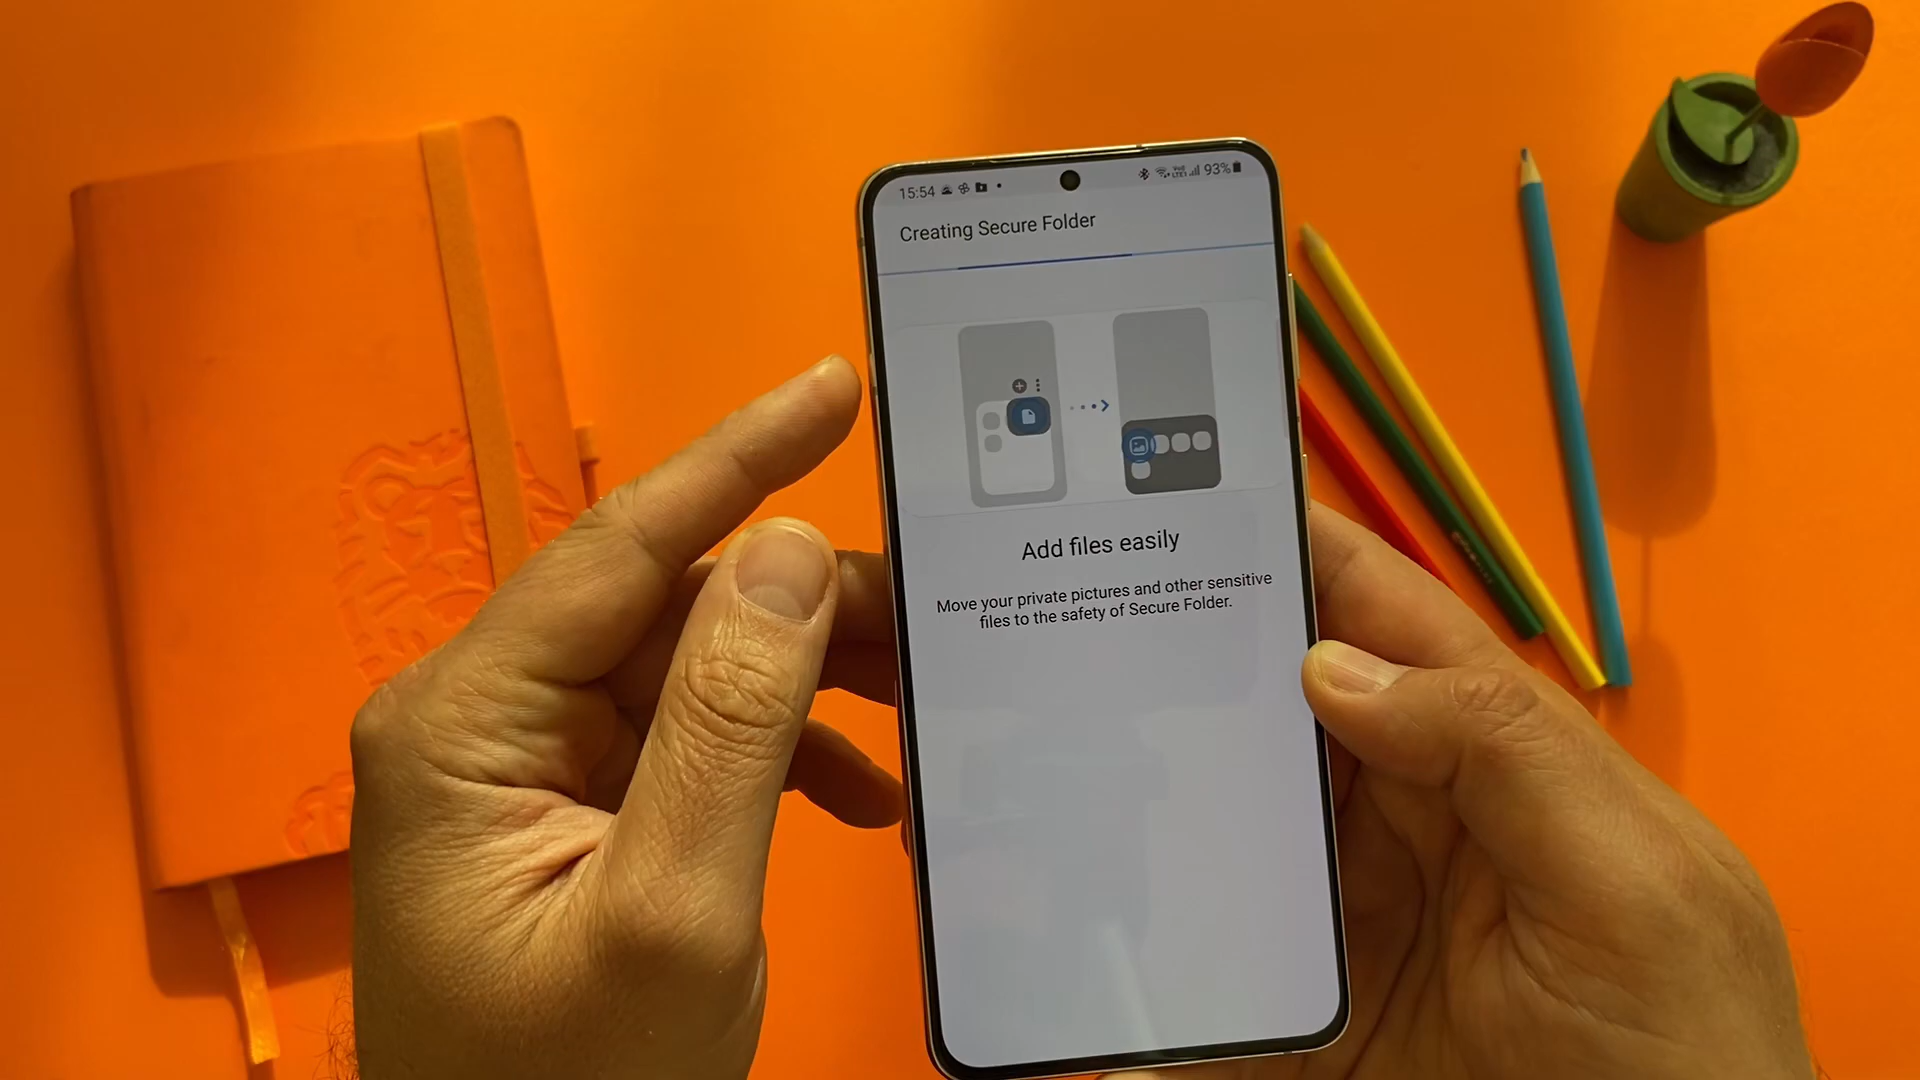 15:54
93%
Creating Secure Folder
Add files easily
Move your private pictures and other sensitive
files to the safety of Secure Folder.